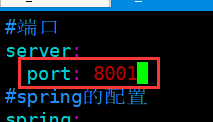 #端口
server:
port: 8001
#spring的配置
spring: